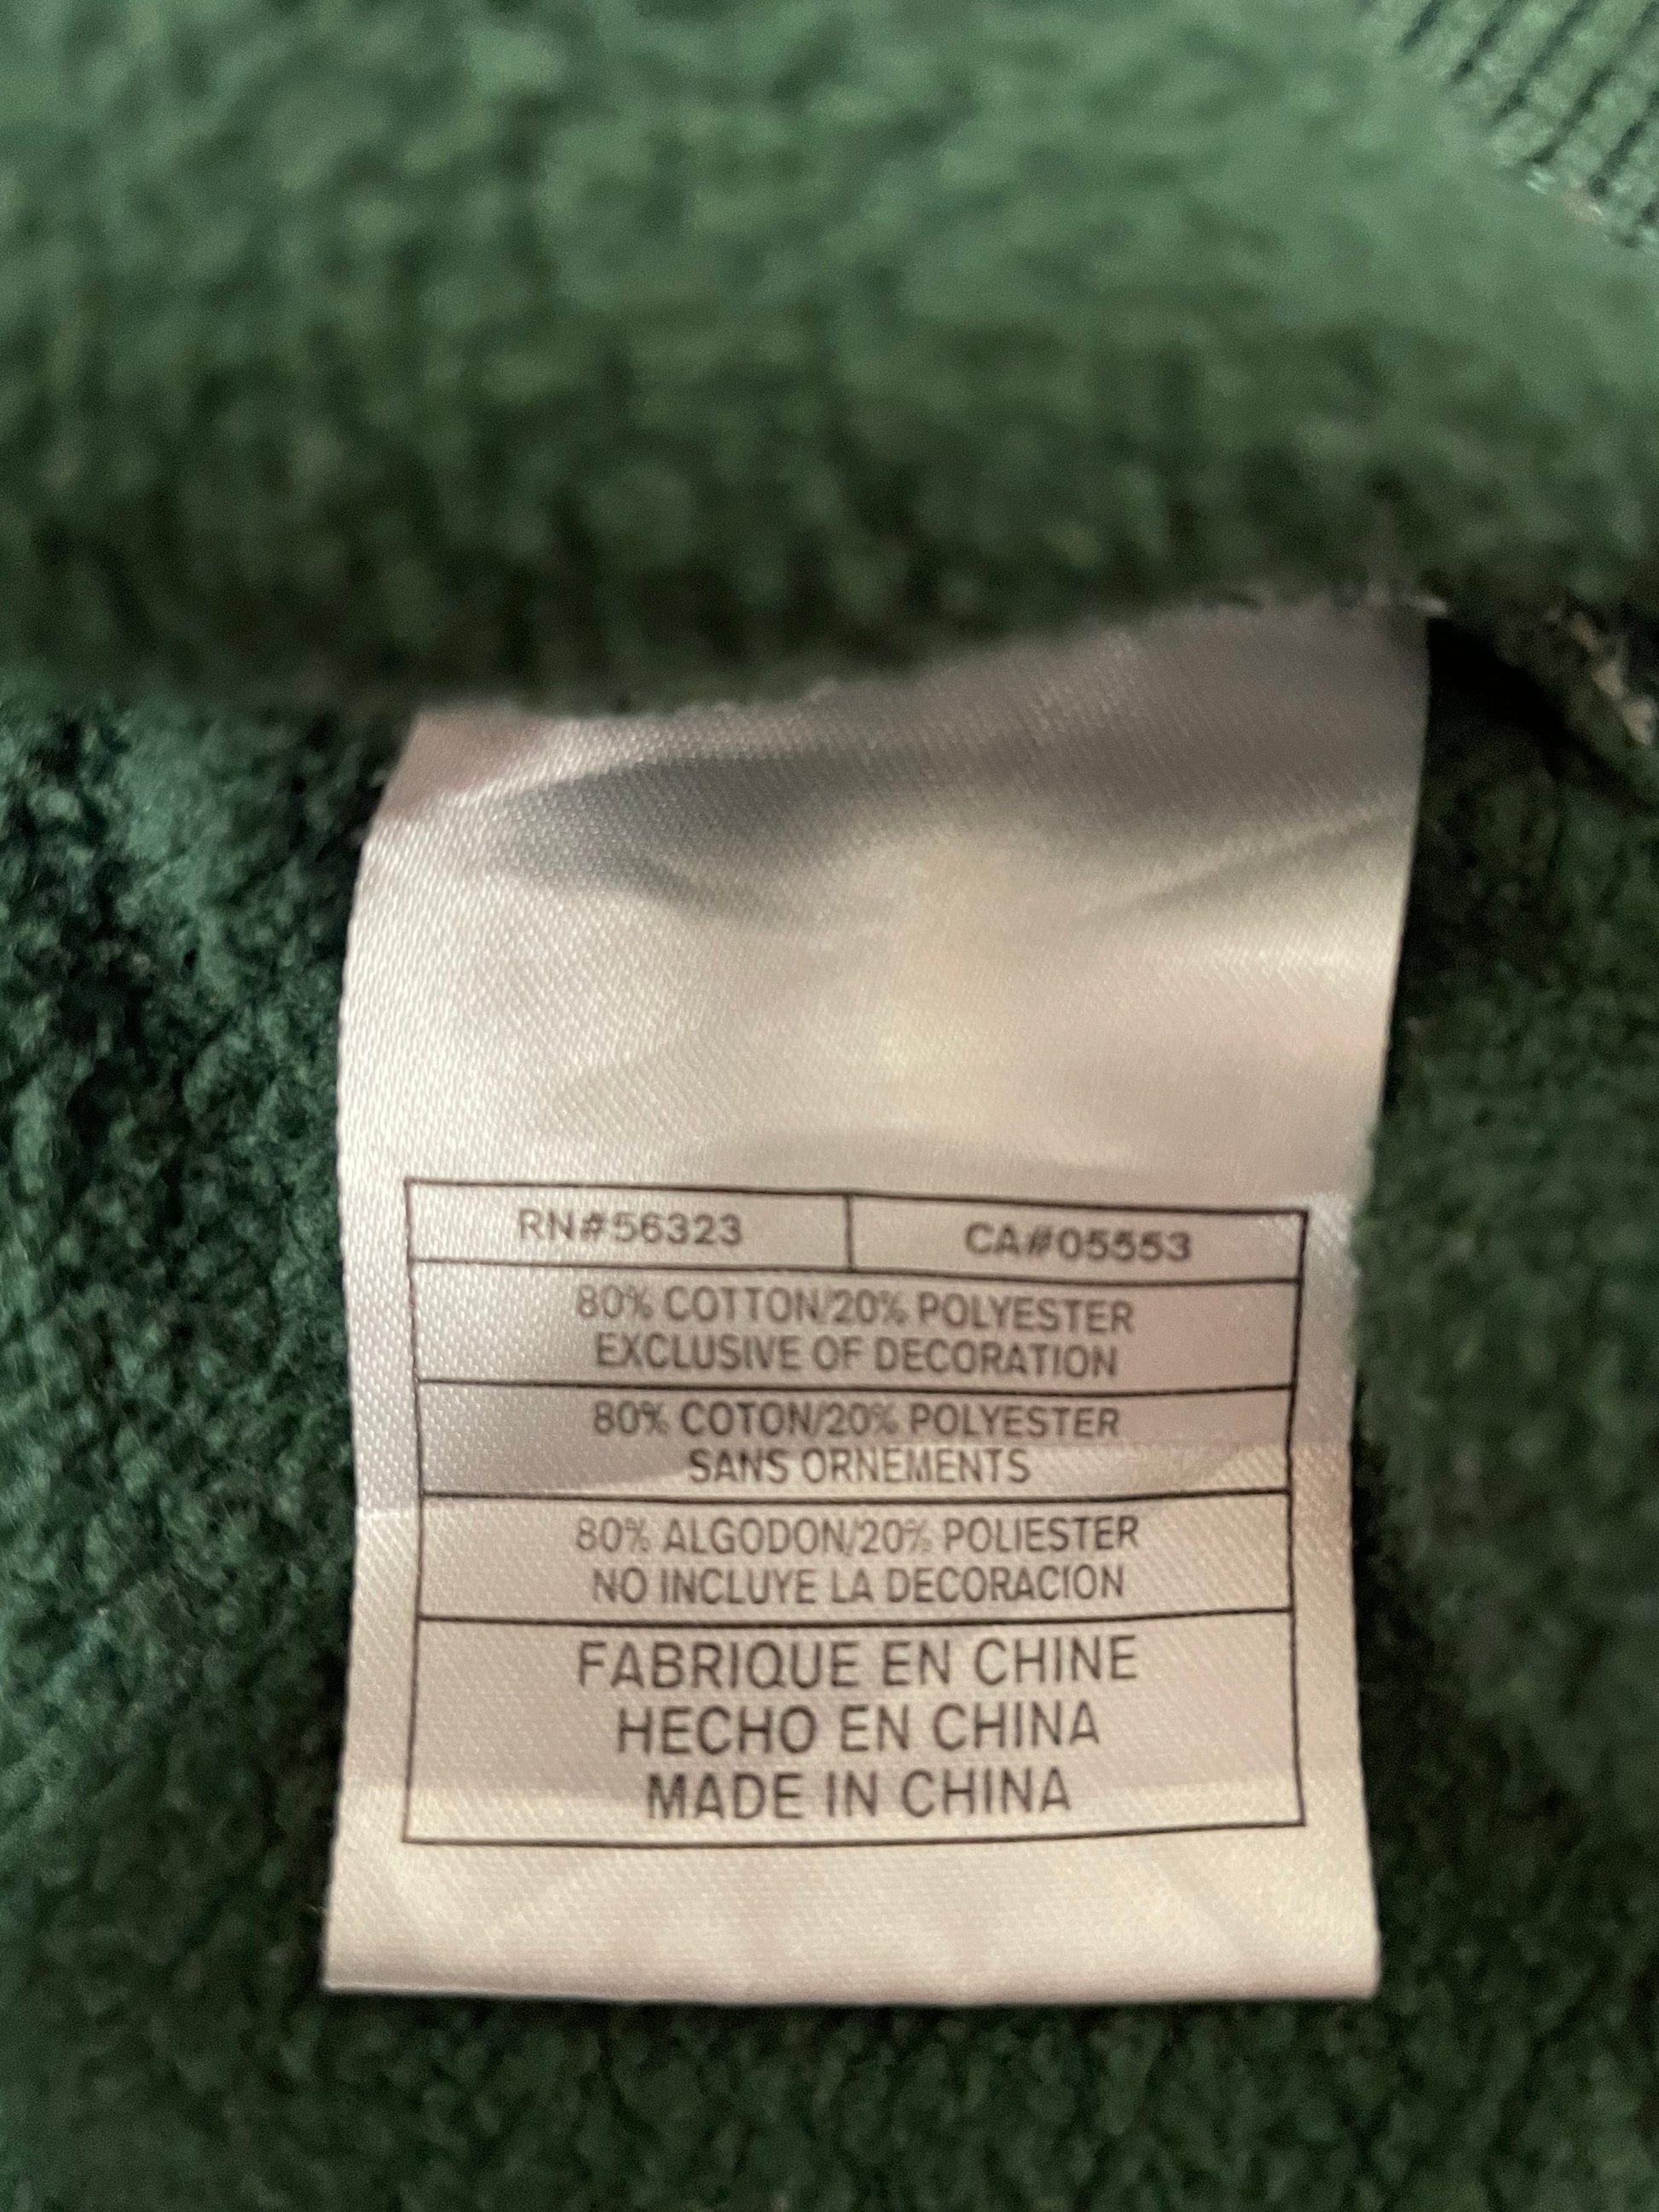 RN#56323 CA#05553
80% COTTON/20% POLYESTER
EXCLUSIVE OF DECORATION
80% COTON/20% POLYESTER
SANS ORNEMENTS
80% ALGODON/20% POLIESTER
NO INCLUYE LA DECORACION
FABRIQUE EN CHINE
HECHO EN CHINA
MADE IN CHINA